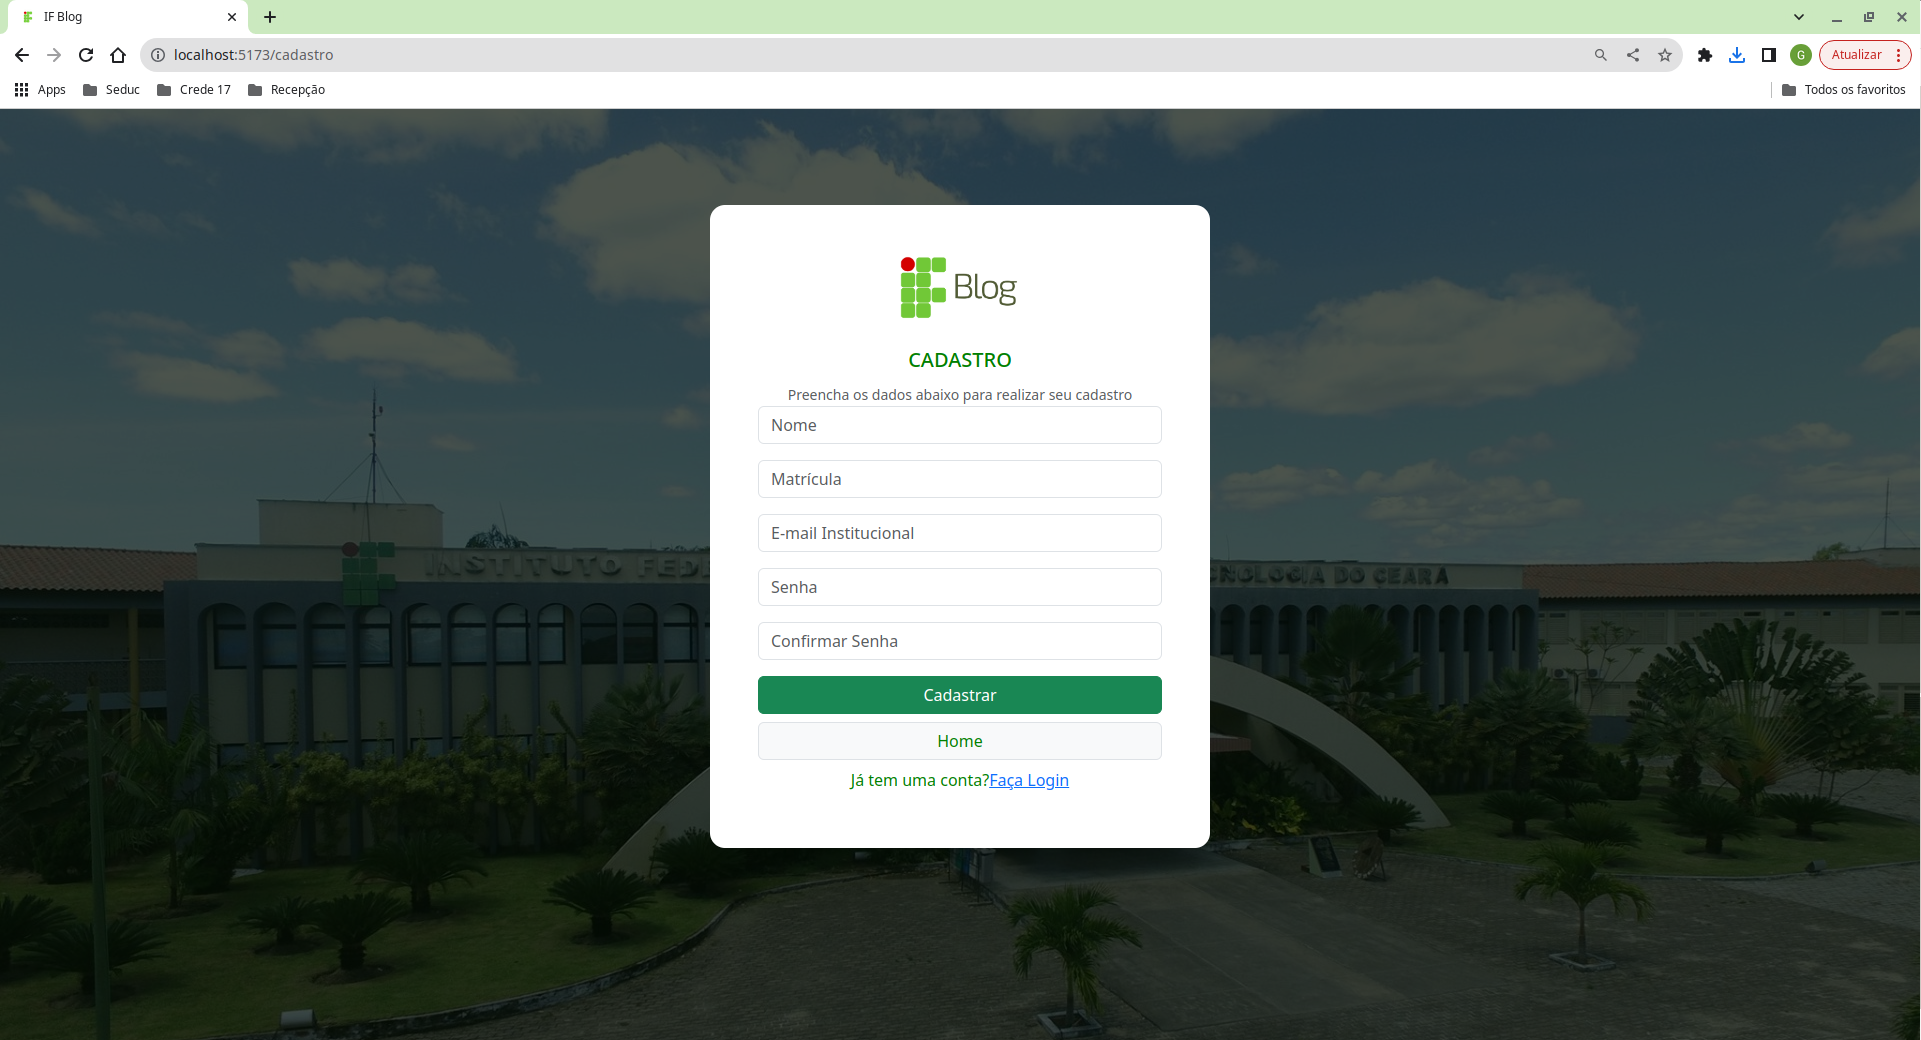 IF Blog
localhost:5173/cadastro
G
Atualizar
Apps
Seduc
Crede 17
Recepção
Todos os favoritos
Blog
CADASTRO
Preencha os dados abaixo para realizar seu cadastro
Nome
Matrícula
E-mail Institucional
Senha
Confirmar Senha
Cadastrar
Home
Já tem uma conta?Faça Login
INSTITUTO FEDE
CNOLOGIA DO CEARÁ